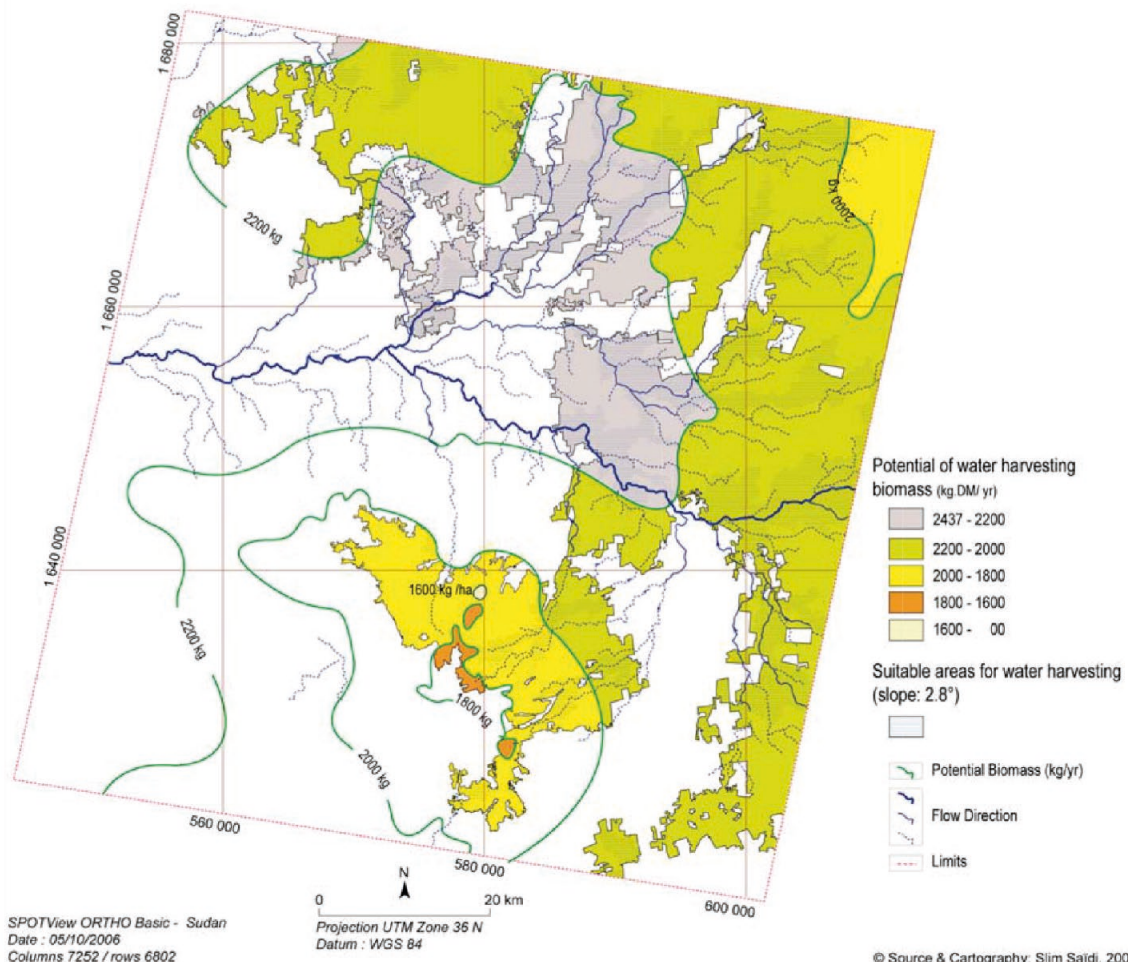 1 680 000
2200 kg
20000 kg
1 660 000
1 640 000
1600 kg /ha
2200 kg
1800 kg
2000 kg
560 000
580 000
600 000
Potential of water harvesting
biomass (kg.DM/ yr)
2437 - 2200
2200 - 2000
2000 - 1800
1800 - 1600
1600 - 00
Suitable areas for water harvesting
(slope: 2.8°)
Potential Biomass (kg/yr)
Flow Direction
Limits
N
0 20 km
Projection UTM Zone 36 N
Datum : WGS 84
SPOTView ORTHO Basic - Sudan
Date : 05/10/2006
Columns 7252 / rows 6802
© Source & Cartography: Slim Saïdi, 200